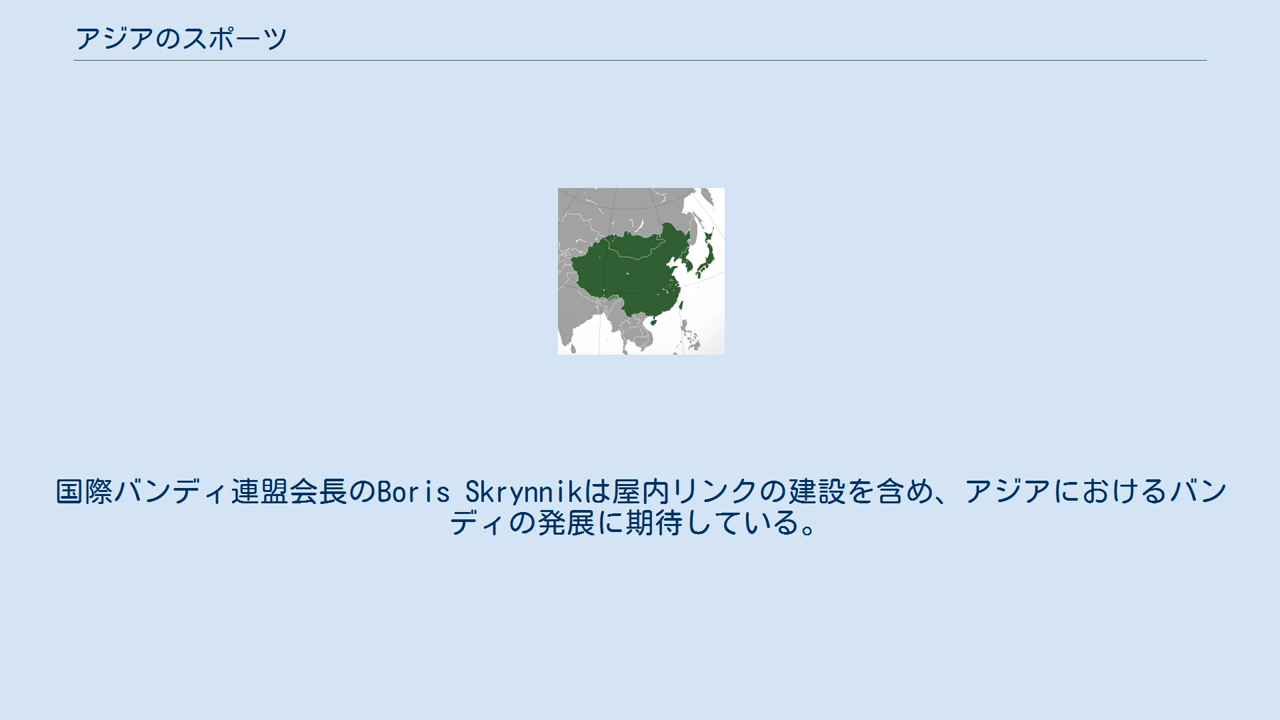 アジアのスポーツ
国際バンディ連盟会長のBoris Skrynnikは屋内リンクの建設を含め、アジアにおけるバン
ディの発展に期待している。